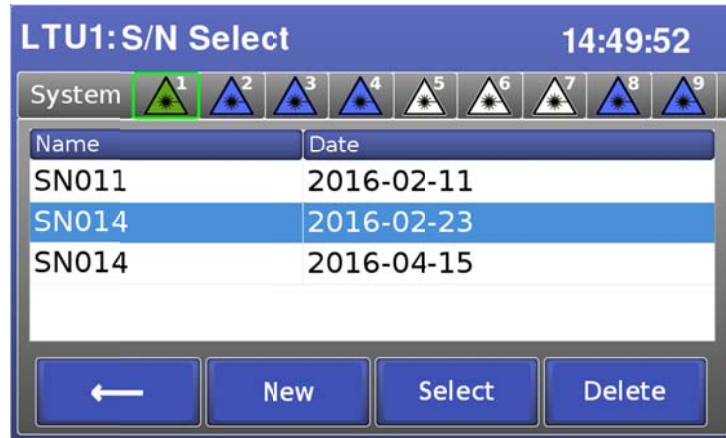 LTU1: S/N Select 14:49:52
System 1 2 3 4 5 6 7 8 9
Name Date
SN011 2016-02-11
SN014 2016-02-23
SN014 2016-04-15
← New Select Delete